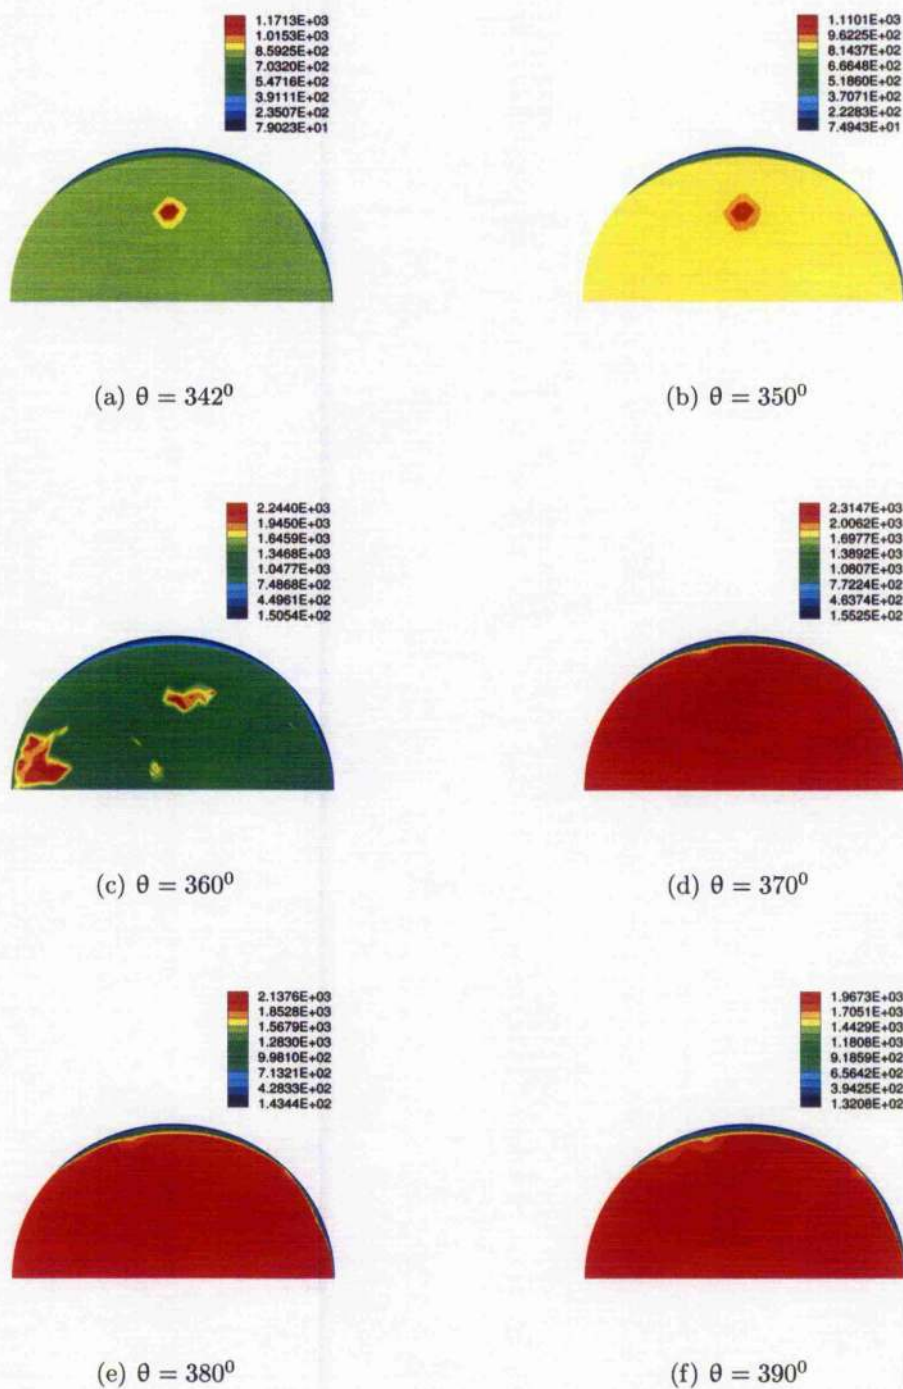 1.1713E+03
1.0153E+03
8.5925E+02
7.0320E+02
5.4716E+02
3.9111E+02
2.3507E+02
7.9023E+01
1.1101E+03
9.6225E+02
8.1437E+02
6.6648E+02
5.1860E+02
3.7071E+02
2.2283E+02
7.4943E+01
(a) θ = 342⁰
(b) θ = 350⁰
2.2440E+03
1.9450E+03
1.6459E+03
1.3468E+03
1.0477E+03
7.4868E+02
4.4961E+02
1.5054E+02
2.3147E+03
2.0062E+03
1.6977E+03
1.3892E+03
1.0807E+03
7.7224E+02
4.6374E+02
1.5525E+02
(c) θ = 360⁰
(d) θ = 370⁰
2.1376E+03
1.8528E+03
1.5679E+03
1.2830E+03
9.9810E+02
7.1321E+02
4.2833E+02
1.4344E+02
1.9673E+03
1.7051E+03
1.4429E+03
1.1808E+03
9.1859E+02
6.5642E+02
3.9425E+02
1.3208E+02
(e) θ = 380⁰
(f) θ = 390⁰